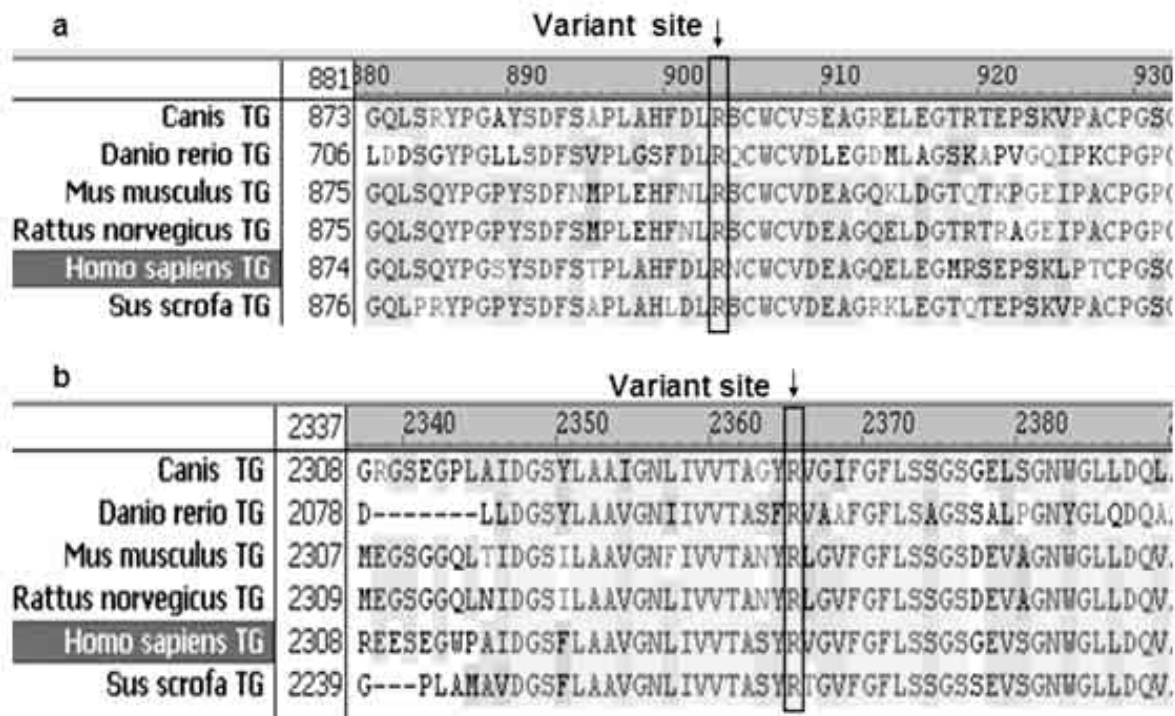 a
Variant site ↓
881 880 890 900 910 920 930
Canis TG 873 GQLSRYPGAYSDFSAPLAHFDLRSCWCVSEAGRELEGTRTEPSKVPACPGS
Danio rerio TG 706 LDDSGYPGLLSDFSVPLGSFDLRQCWCVDLEGDMLAGSKAPVGQIPKCPGP
Mus musculus TG 875 GQLSQYPGPYSDFNMPLEHFNLRSCWCVDEAGQKLDGTQTKPGEIPACPGP
Rattus norvegicus TG 875 GQLSQYPGPYSDFSMPLEHFNLRSCWCVDEAGQELDGTRTRAGEIPACPGP
Homo sapiens TG 874 GQLSQYPGSYSDFSTPLAHFDLRNCWCVDEAGQELEGMRSEPSKLPTCPGS
Sus scrofa TG 876 GQLPRYPGPYSDFSAPLAHLDLRSCWCVDEAGRKLEGTQTEPSKVPACPGS
b
Variant site ↓
2337 2340 2350 2360 2370 2380
Canis TG 2308 GRGSEGPLAIDGSYLAAIGNLIVVTAGYRVGIFGFLSSGSGELSGNWGLLDQL
Danio rerio TG 2078 D-------LLDGSYLAAVGNIIVVTASFRVAAFGFLSAGSSALPGNYGLQDQA
Mus musculus TG 2307 MEGSGGQLTIDGSILAAVGNFIVVTANYRLGVFGFLSSGSDEVAGNWGLLDQV
Rattus norvegicus TG 2309 MEGSGGQLNIDGSILAAVGNLIVVTANYRLGVFGFLSSGSDEVAGNWGLLDQV
Homo sapiens TG 2308 REESEGWPAIDGSFLAAVGNLIVVTASYRVGVFGFLSSGSGEVSGNWGLLDQV
Sus scrofa TG 2239 G---PLAMAVDGSFLAAVGNLIVVTASYRTGVFGFLSSGSSEVSGNWGLLDQV